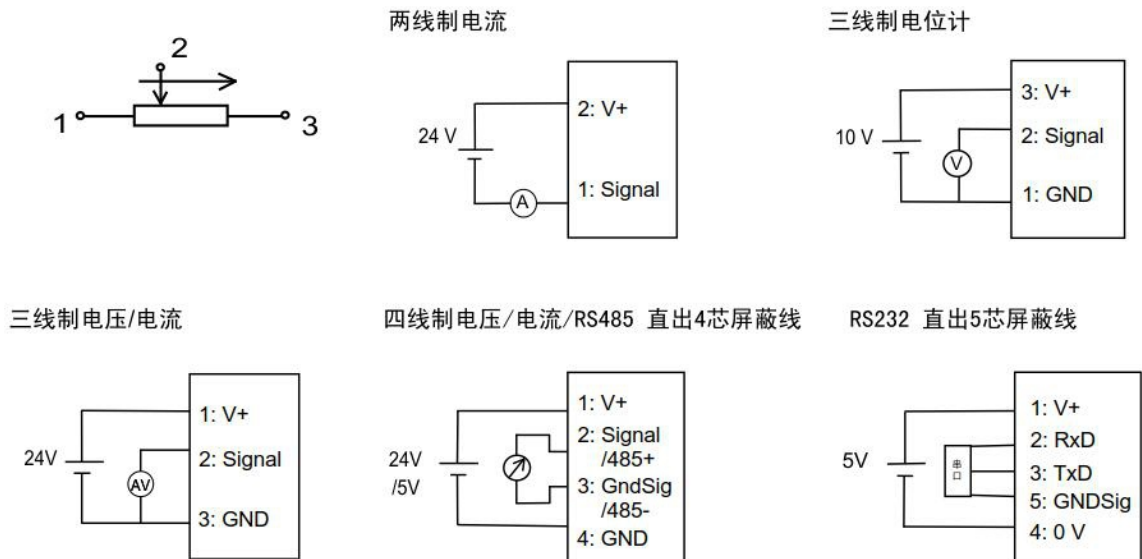 两线制电流
三线制电位计
2
1
3
24 V
2: V+
1: Signal
A
10 V
3: V+
2: Signal
1: GND
V
三线制电压/电流
四线制电压/电流/RS485 直出4芯屏蔽线
RS232 直出5芯屏蔽线
24V
1: V+
2: Signal
3: GND
AV
24V
/5V
1: V+
2: Signal
/485+
3: GndSig
/485-
4: GND
5V
串口
1: V+
2: RxD
3: TxD
5: GNDSig
4: 0 V